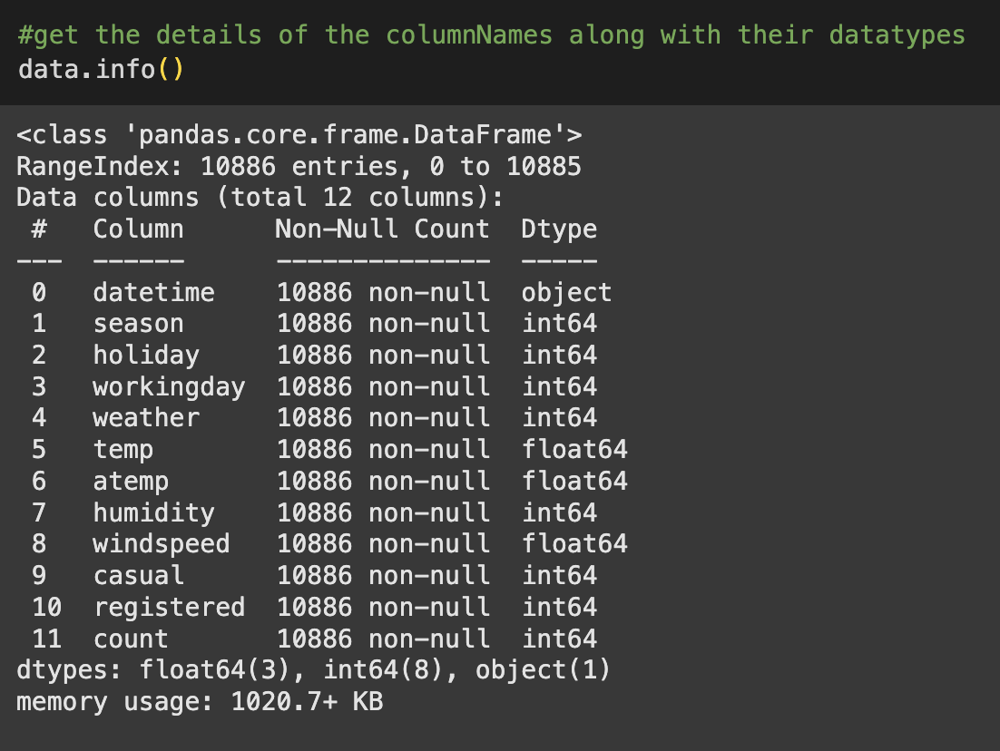 #get the details of the columnNames along with their datatypes
data.info()
<class 'pandas.core.frame.DataFrame'>
RangeIndex: 10886 entries, 0 to 10885
Data columns (total 12 columns):
 #   Column      Non-Null Count  Dtype
---  ------      --------------  -----
 0   datetime    10886 non-null  object
 1   season      10886 non-null  int64
 2   holiday     10886 non-null  int64
 3   workingday  10886 non-null  int64
 4   weather     10886 non-null  int64
 5   temp        10886 non-null  float64
 6   atemp       10886 non-null  float64
 7   humidity    10886 non-null  int64
 8   windspeed   10886 non-null  float64
 9   casual      10886 non-null  int64
 10  registered  10886 non-null  int64
 11  count       10886 non-null  int64
dtypes: float64(3), int64(8), object(1)
memory usage: 1020.7+ KB